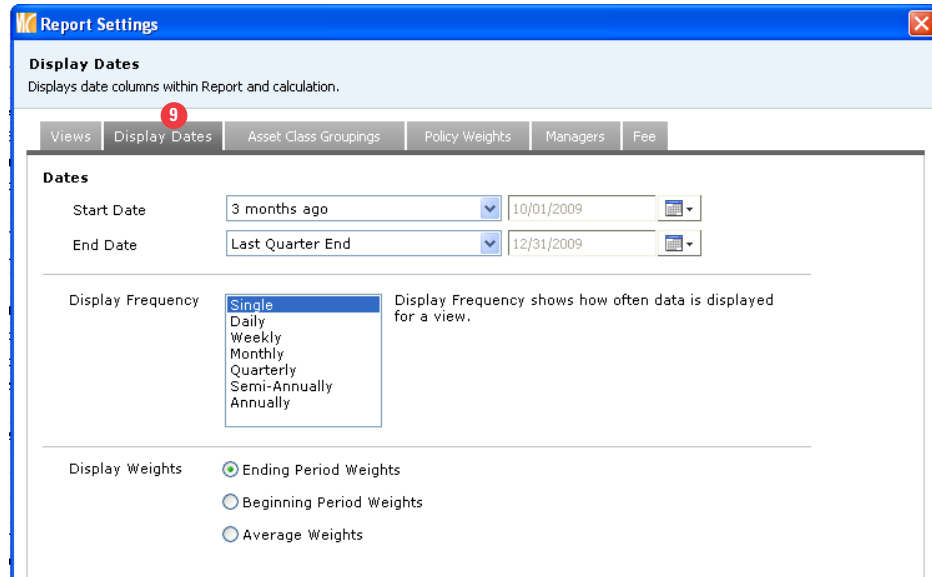 Report Settings
Display Dates
Displays date columns within Report and calculation.
9
Views Display Dates Asset Class Groupings Policy Weights Managers Fee
Dates
Start Date 3 months ago 10/01/2009
End Date Last Quarter End 12/31/2009
Display Frequency Single Display Frequency shows how often data is displayed
Daily for a view.
Weekly
Monthly
Quarterly
Semi-Annually
Annually
Display Weights Ending Period Weights
Beginning Period Weights
Average Weights